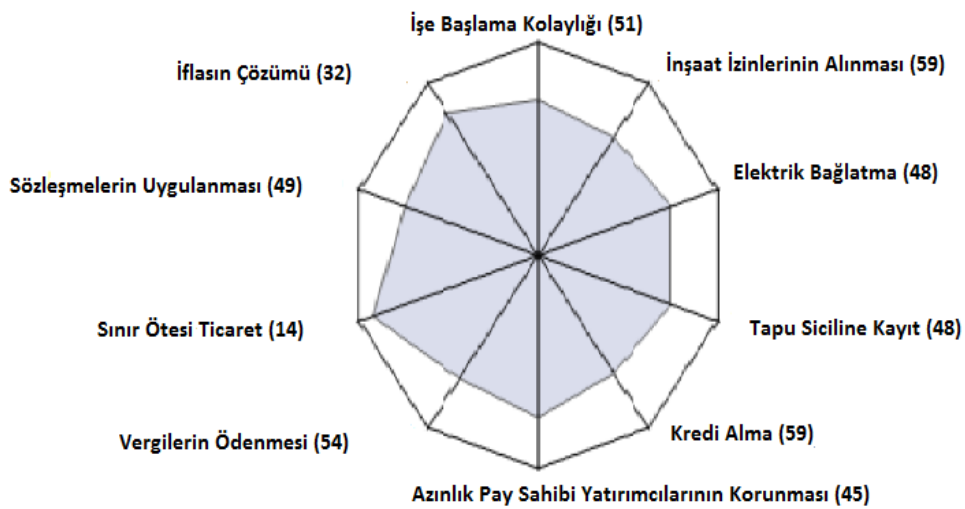 İşe Başlama Kolaylığı (51)
İflasın Çözümü (32)
İnşaat İzinlerinin Alınması (59)
Sözleşmelerin Uygulanması (49)
Elektrik Bağlatma (48)
Sınır Ötesi Ticaret (14)
Tapu Siciline Kayıt (48)
Vergilerin Ödenmesi (54)
Kredi Alma (59)
Azınlık Pay Sahibi Yatırımcılarının Korunması (45)